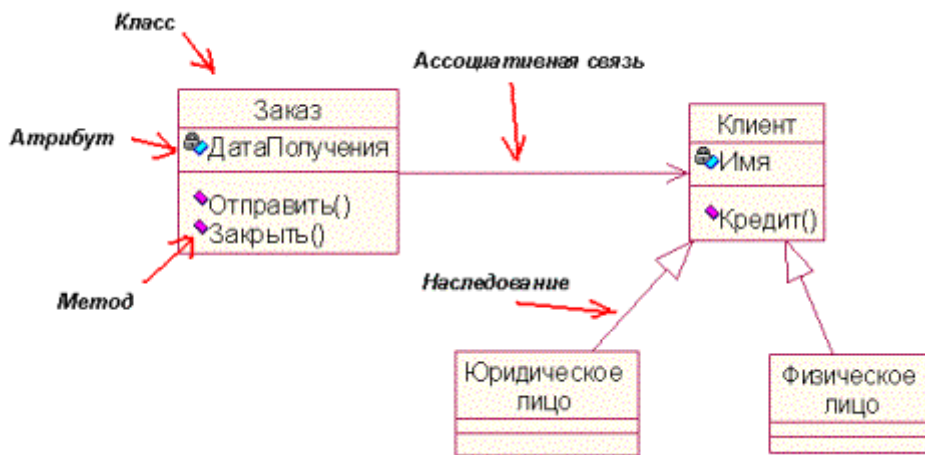 Класс
Ассоциативная связь
Атрибут
Заказ
ДатаПолучения
Отправить()
Закрыть()
Метод
Клиент
Имя
Кредит()
Наследование
Юридическое
лицо
Физическое
лицо